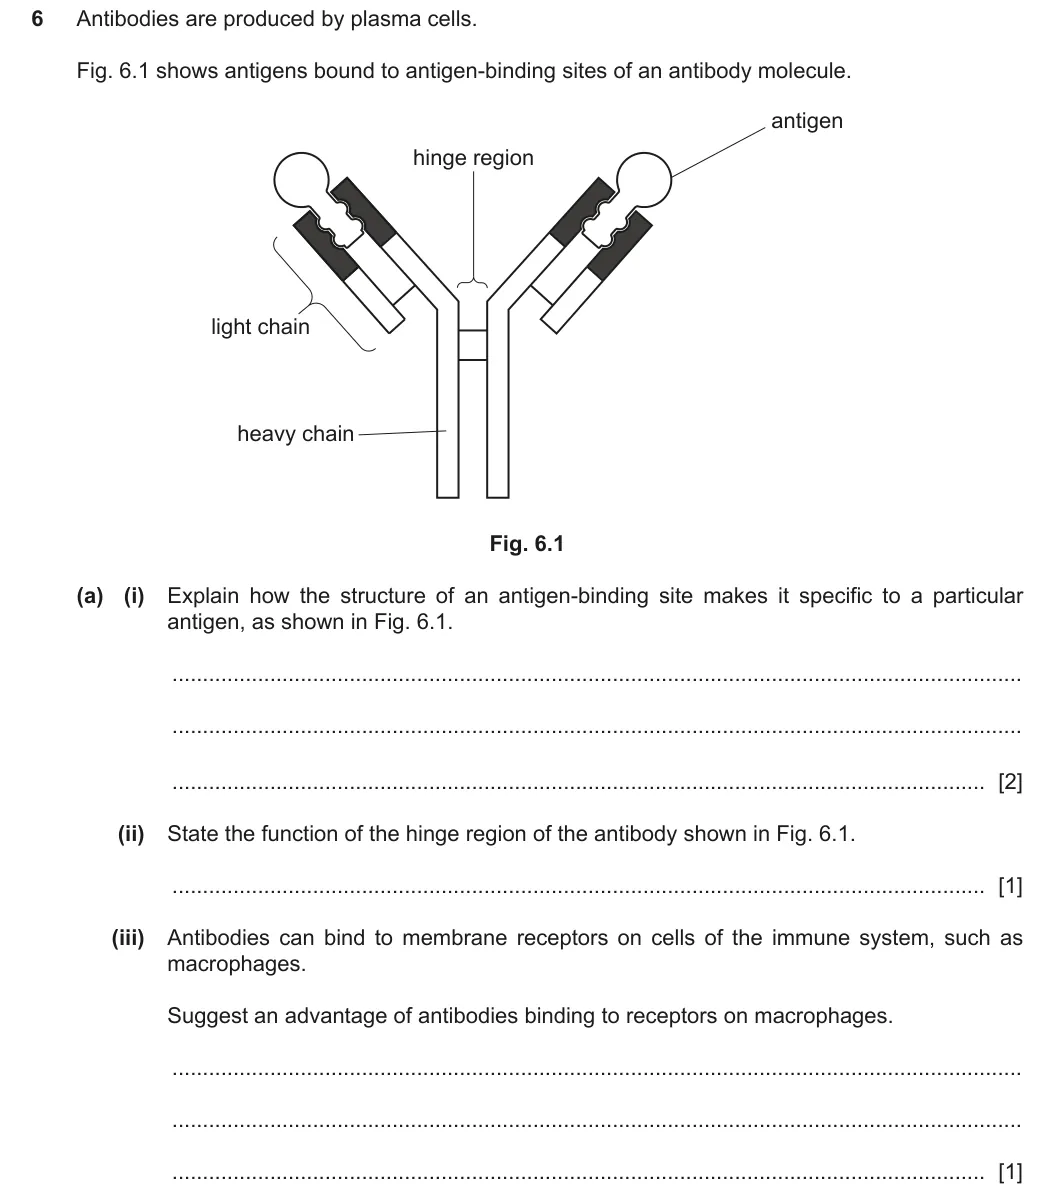 6 Antibodies are produced by plasma cells.
Fig. 6.1 shows antigens bound to antigen-binding sites of an antibody molecule.
antigen
hinge region
light chain
heavy chain
Fig. 6.1
(a) (i) Explain how the structure of an antigen-binding site makes it specific to a particular
antigen, as shown in Fig. 6.1.
[2]
(ii) State the function of the hinge region of the antibody shown in Fig. 6.1.
[1]
(iii) Antibodies can bind to membrane receptors on cells of the immune system, such as
macrophages.
Suggest an advantage of antibodies binding to receptors on macrophages.
[1]